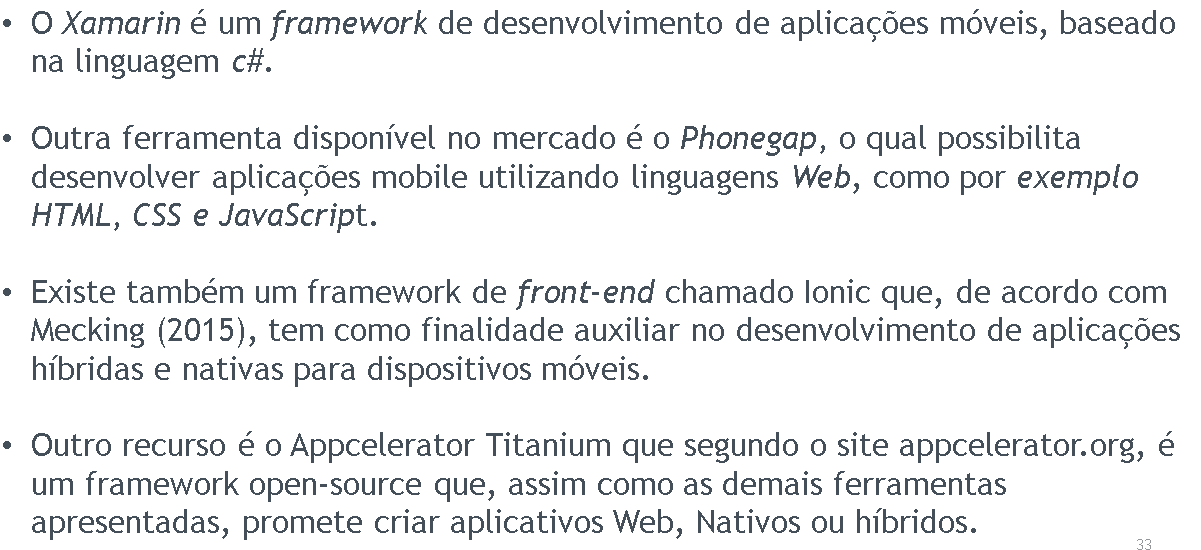 • O Xamarin é um framework de desenvolvimento de aplicações móveis, baseado
na linguagem c#.
• Outra ferramenta disponível no mercado é o Phonegap, o qual possibilita
desenvolver aplicações mobile utilizando linguagens Web, como por exemplo
HTML, CSS e JavaScript.
• Existe também um framework de front-end chamado Ionic que, de acordo com
Mecking (2015), tem como finalidade auxiliar no desenvolvimento de aplicações
híbridas e nativas para dispositivos móveis.
• Outro recurso é o Appcelerator Titanium que segundo o site appcelerator.org, é
um framework open-source que, assim como as demais ferramentas
apresentadas, promete criar aplicativos Web, Nativos ou híbridos.
33